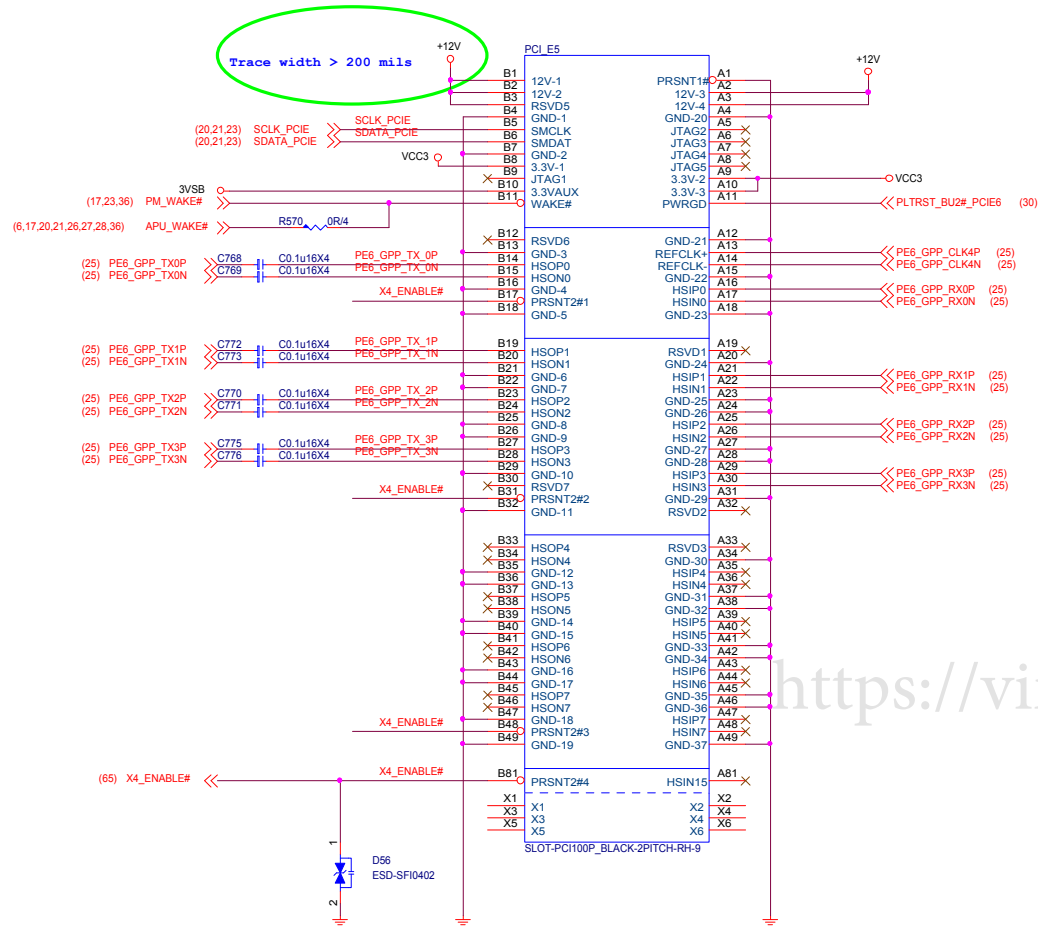 +12V
Trace width > 200 mils
PCI_E5
+12V
B1 12V-1 PRSNT1# A1
B2 12V-2 12V-3 A2
B3 RSVD5 12V-4 A3
B4 GND-1 GND-20 A4
(20,21,23) SCLK_PCIE SCLK_PCIE B5 SMCLK JTAG2 A5
(20,21,23) SDATA_PCIE SDATA_PCIE B6 SMDAT JTAG3 A6
B7 GND-2 JTAG4 A7
VCC3 B8 3.3V-1 JTAG5 A8
B9 JTAG1 3.3V-2 A9 VCC3
3VSB B10 3.3VAUX 3.3V-3 A10
(17,23,36) PM_WAKE# B11 WAKE# PWRGD A11 PLTRST_BU2#_PCIE6 (30)
(6,17,20,21,26,27,28,36) APU_WAKE# R570 0R/4
B12 RSVD6 GND-21 A12
B13 GND-3 REFCLK+ A13 PE6_GPP_CLK4P (25)
(25) PE6_GPP_TX0P C768 C0.1u16X4 PE6_GPP_TX_0P B14 HSOP0 REFCLK- A14 PE6_GPP_CLK4N (25)
(25) PE6_GPP_TX0N C769 C0.1u16X4 PE6_GPP_TX_0N B15 HSON0 GND-22 A15
B16 GND-4 HSIP0 A16 PE6_GPP_RX0P (25)
X4_ENABLE# B17 PRSNT2#1 HSIN0 A17 PE6_GPP_RX0N (25)
B18 GND-5 GND-23 A18
(25) PE6_GPP_TX1P C772 C0.1u16X4 PE6_GPP_TX_1P B19 HSOP1 RSVD1 A19
(25) PE6_GPP_TX1N C773 C0.1u16X4 PE6_GPP_TX_1N B20 HSON1 GND-24 A20
B21 GND-6 HSIP1 A21 PE6_GPP_RX1P (25)
B22 GND-7 HSIN1 A22 PE6_GPP_RX1N (25)
(25) PE6_GPP_TX2P C770 C0.1u16X4 PE6_GPP_TX_2P B23 HSOP2 GND-25 A23
(25) PE6_GPP_TX2N C771 C0.1u16X4 PE6_GPP_TX_2N B24 HSON2 GND-26 A24
B25 GND-8 HSIP2 A25 PE6_GPP_RX2P (25)
B26 GND-9 HSIN2 A26 PE6_GPP_RX2N (25)
(25) PE6_GPP_TX3P C775 C0.1u16X4 PE6_GPP_TX_3P B27 HSOP3 GND-27 A27
(25) PE6_GPP_TX3N C776 C0.1u16X4 PE6_GPP_TX_3N B28 HSON3 GND-28 A28
B29 GND-10 HSIP3 A29 PE6_GPP_RX3P (25)
B30 RSVD7 HSIN3 A30 PE6_GPP_RX3N (25)
X4_ENABLE# B31 PRSNT2#2 GND-29 A31
B32 GND-11 RSVD2 A32
B33 HSOP4 RSVD3 A33
B34 HSON4 GND-30 A34
B35 GND-12 HSIP4 A35
B36 GND-13 HSIN4 A36
B37 HSOP5 GND-31 A37
B38 HSON5 GND-32 A38
B39 GND-14 HSIP5 A39
B40 GND-15 HSIN5 A40
B41 HSOP6 GND-33 A41
B42 HSON6 GND-34 A42
B43 GND-16 HSIP6 A43
B44 GND-17 HSIN6 A44
B45 HSOP7 GND-35 A45
B46 HSON7 GND-36 A46
B47 GND-18 HSIP7 A47
X4_ENABLE# B48 PRSNT2#3 HSIN7 A48
B49 GND-19 GND-37 A49
(65) X4_ENABLE# X4_ENABLE# B81 PRSNT2#4 HSIN15 A81
X1 X1 X2 X2
X3 X3 X4 X4
X5 X5 X6 X6
SLOT-PCI100P_BLACK-2PITCH-RH-9
1
D56
ESD-SFI0402
2
https://vi